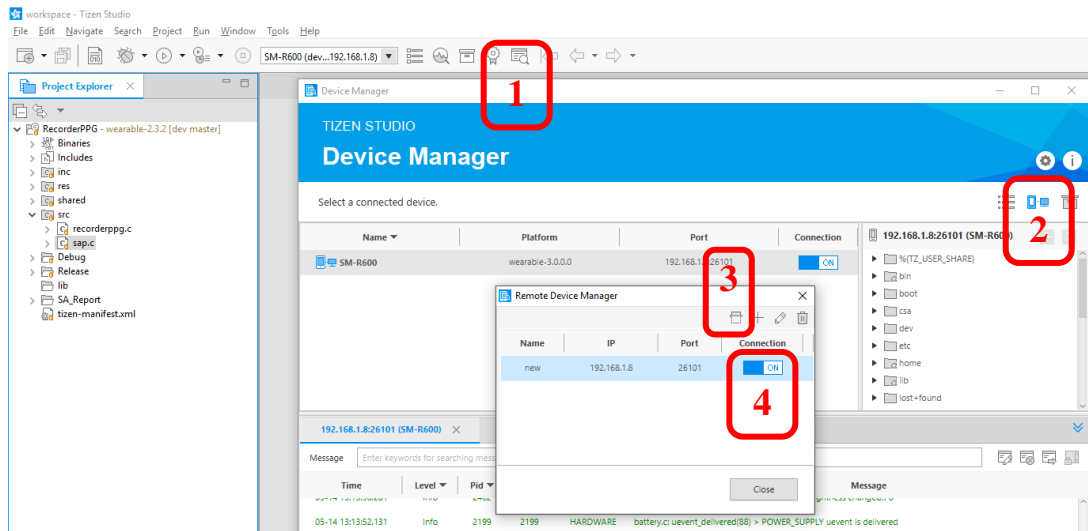 workspace - Tizen Studio
File Edit Navigate Search Project Run Window Tools Help
SM-R600 (dev...192.168.1.8)
1
Project Explorer
RecorderPPG - wearable-2.3.2 [dev master]
Binaries
Includes
inc
res
shared
src
recorderppg.c
sap.c
Debug
Release
lib
SA_Report
tizen-manifest.xml
Device Manager
TIZEN STUDIO
Device Manager
Select a connected device.
2
Name Platform Port Connection
SM-R600 wearable-3.0.0.0 192.168.1.8:26101 ON
192.168.1.8:26101 (SM-R600)
%(TZ_USER_SHARE)
bin
boot
csa
dev
etc
home
lib
lost+found
3
Remote Device Manager
Name IP Port Connection
new 192.168.1.8 26101 ON
4
Close
192.168.1.8:26101 (SM-R600)
Message Enter keywords for searching mess
Time Level Pid Message
05-14 13:13:52.131 Info 2199 2199 HARDWARE battery.c: uevent_delivered(88) > POWER_SUPPLY uevent is delivered